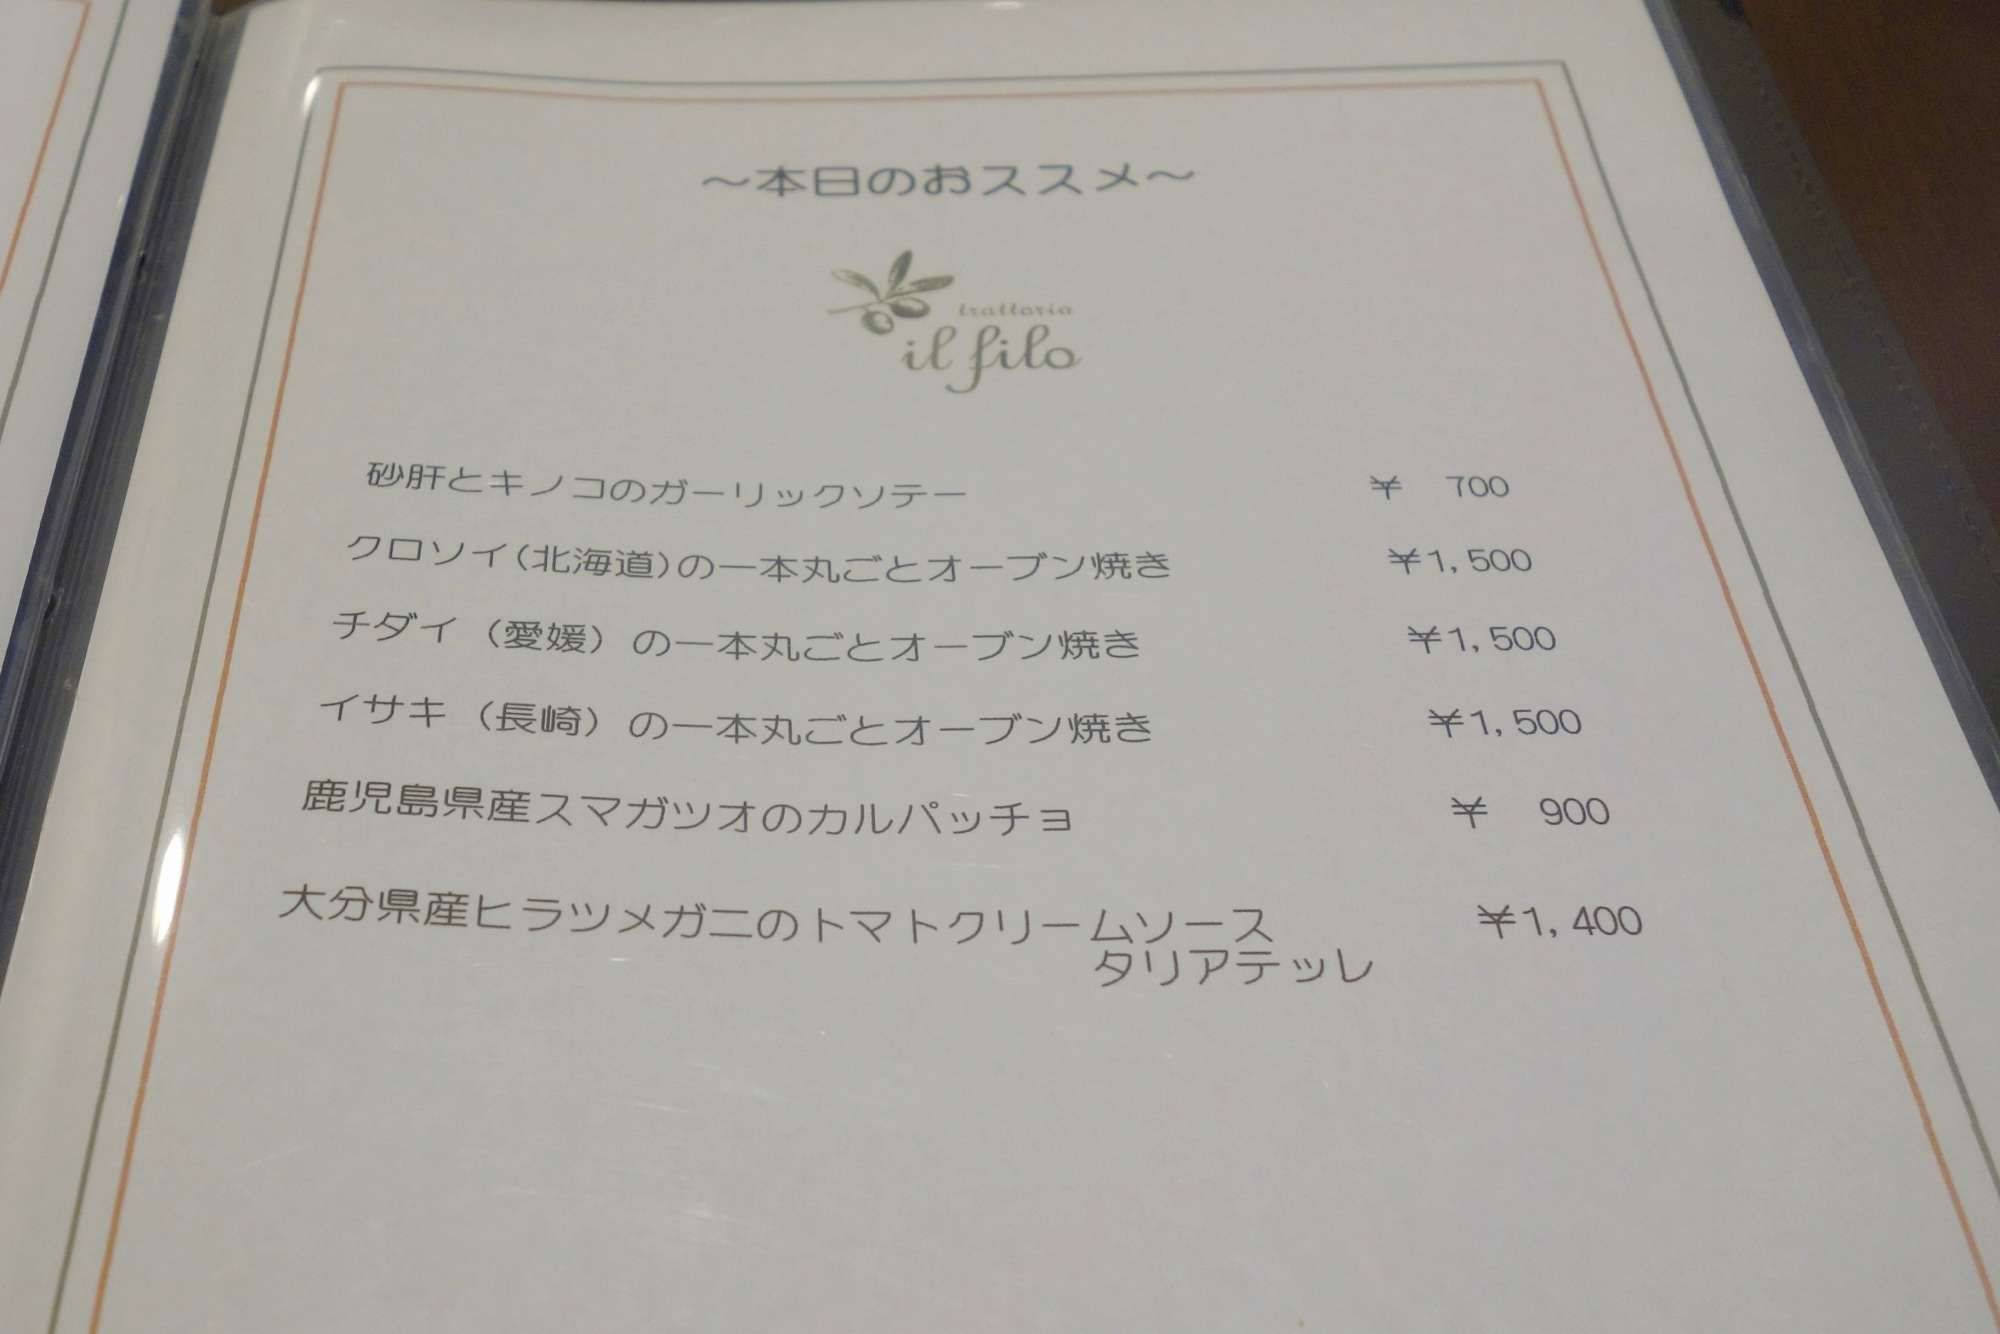 ～本日のおススメ～
trattoria
il filo
砂肝とキノコのガーリックソテー ￥ 700
クロソイ(北海道)の一本丸ごとオーブン焼き ￥1,500
チダイ（愛媛）の一本丸ごとオーブン焼き ￥1,500
イサキ（長崎）の一本丸ごとオーブン焼き ￥1,500
鹿児島県産スマガツオのカルパッチョ ￥ 900
大分県産ヒラツメガニのトマトクリームソース ￥1,400
タリアテッレ